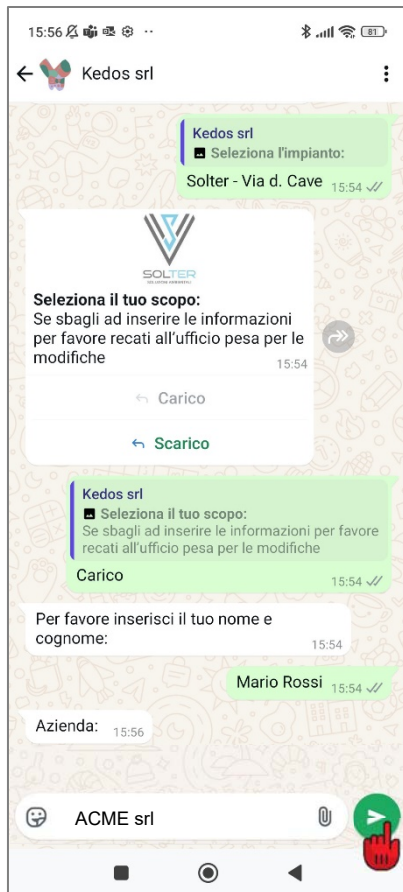 15:56
81
Kedos srl
Kedos srl
Seleziona l'impianto:
Solter - Via d. Cave 15:54
SOLTER
Seleziona il tuo scopo:
Se sbagli ad inserire le informazioni
per favore recati all'ufficio pesa per le
modifiche
15:54
Carico
Scarico
Kedos srl
Seleziona il tuo scopo:
Se sbagli ad inserire le informazioni per favore
recati all'ufficio pesa per le modifiche
Carico
15:54
Per favore inserisci il tuo nome e
cognome:
15:54
Mario Rossi 15:54
Azienda: 15:56
ACME srl